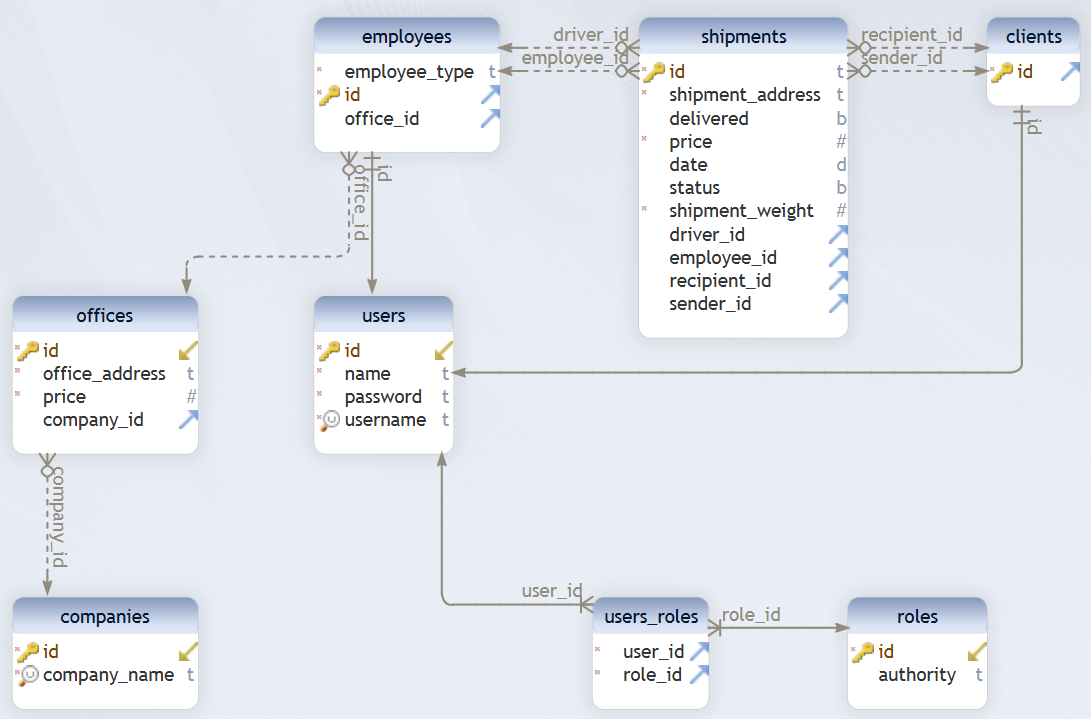 employees
employee_type t
id
office_id
driver_id
employee_id
shipments
id t
shipment_address t
delivered b
price #
date d
status b
shipment_weight #
driver_id
employee_id
recipient_id
sender_id
recipient_id
sender_id
clients
id
id
office_id
id
offices
id
office_address t
price #
company_id
users
id
name t
password t
username t
company_id
companies
id
company_name t
user_id
users_roles
user_id
role_id
role_id
roles
id
authority t